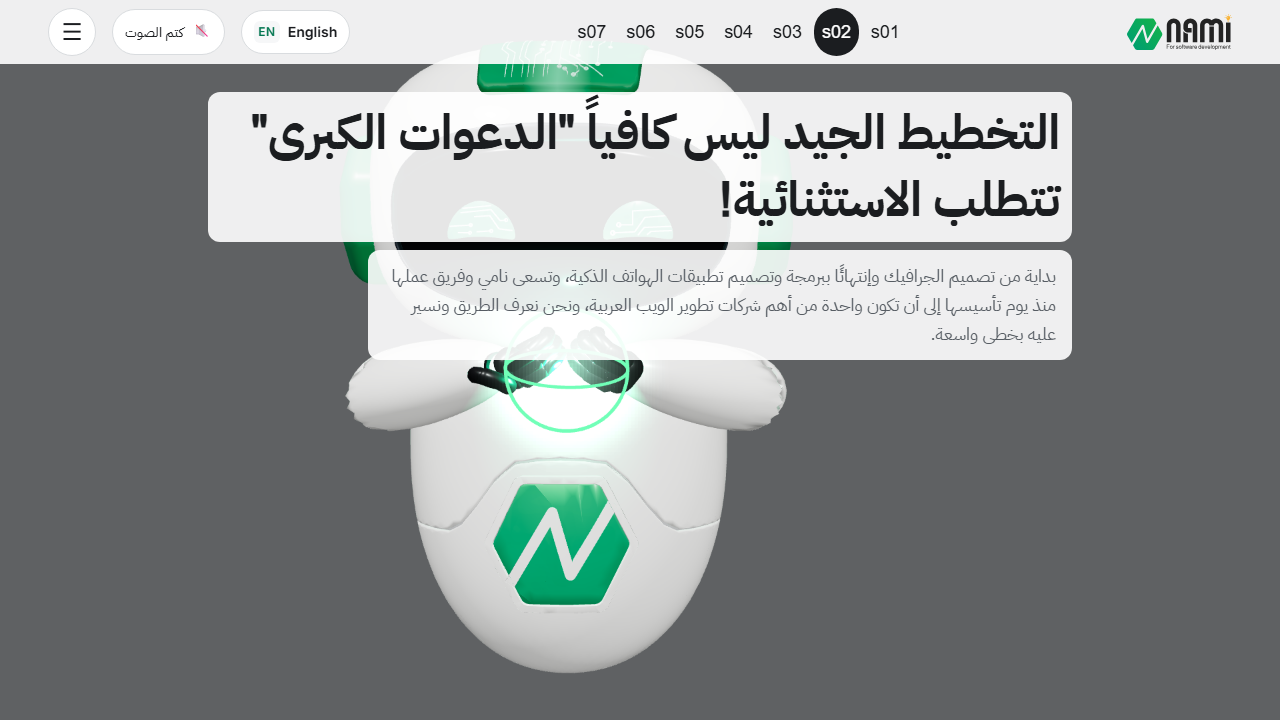 NAMi
For software development
s01
s02
s03
s04
s05
s06
s07
English
EN
كتم الصوت
التخطيط الجيد ليس كافياً "الدعوات الكبرى"
تتطلب الاستثنائية!
بداية من تصميم الجرافيك وإنتهائًا ببرمجة وتصميم تطبيقات الهواتف الذكية، وتسعى نامي وفريق عملها
منذ يوم تأسيسها إلى أن تكون واحدة من أهم شركات تطوير الويب العربية، ونحن نعرف الطريق ونسير
عليه بخطى واسعة.
N